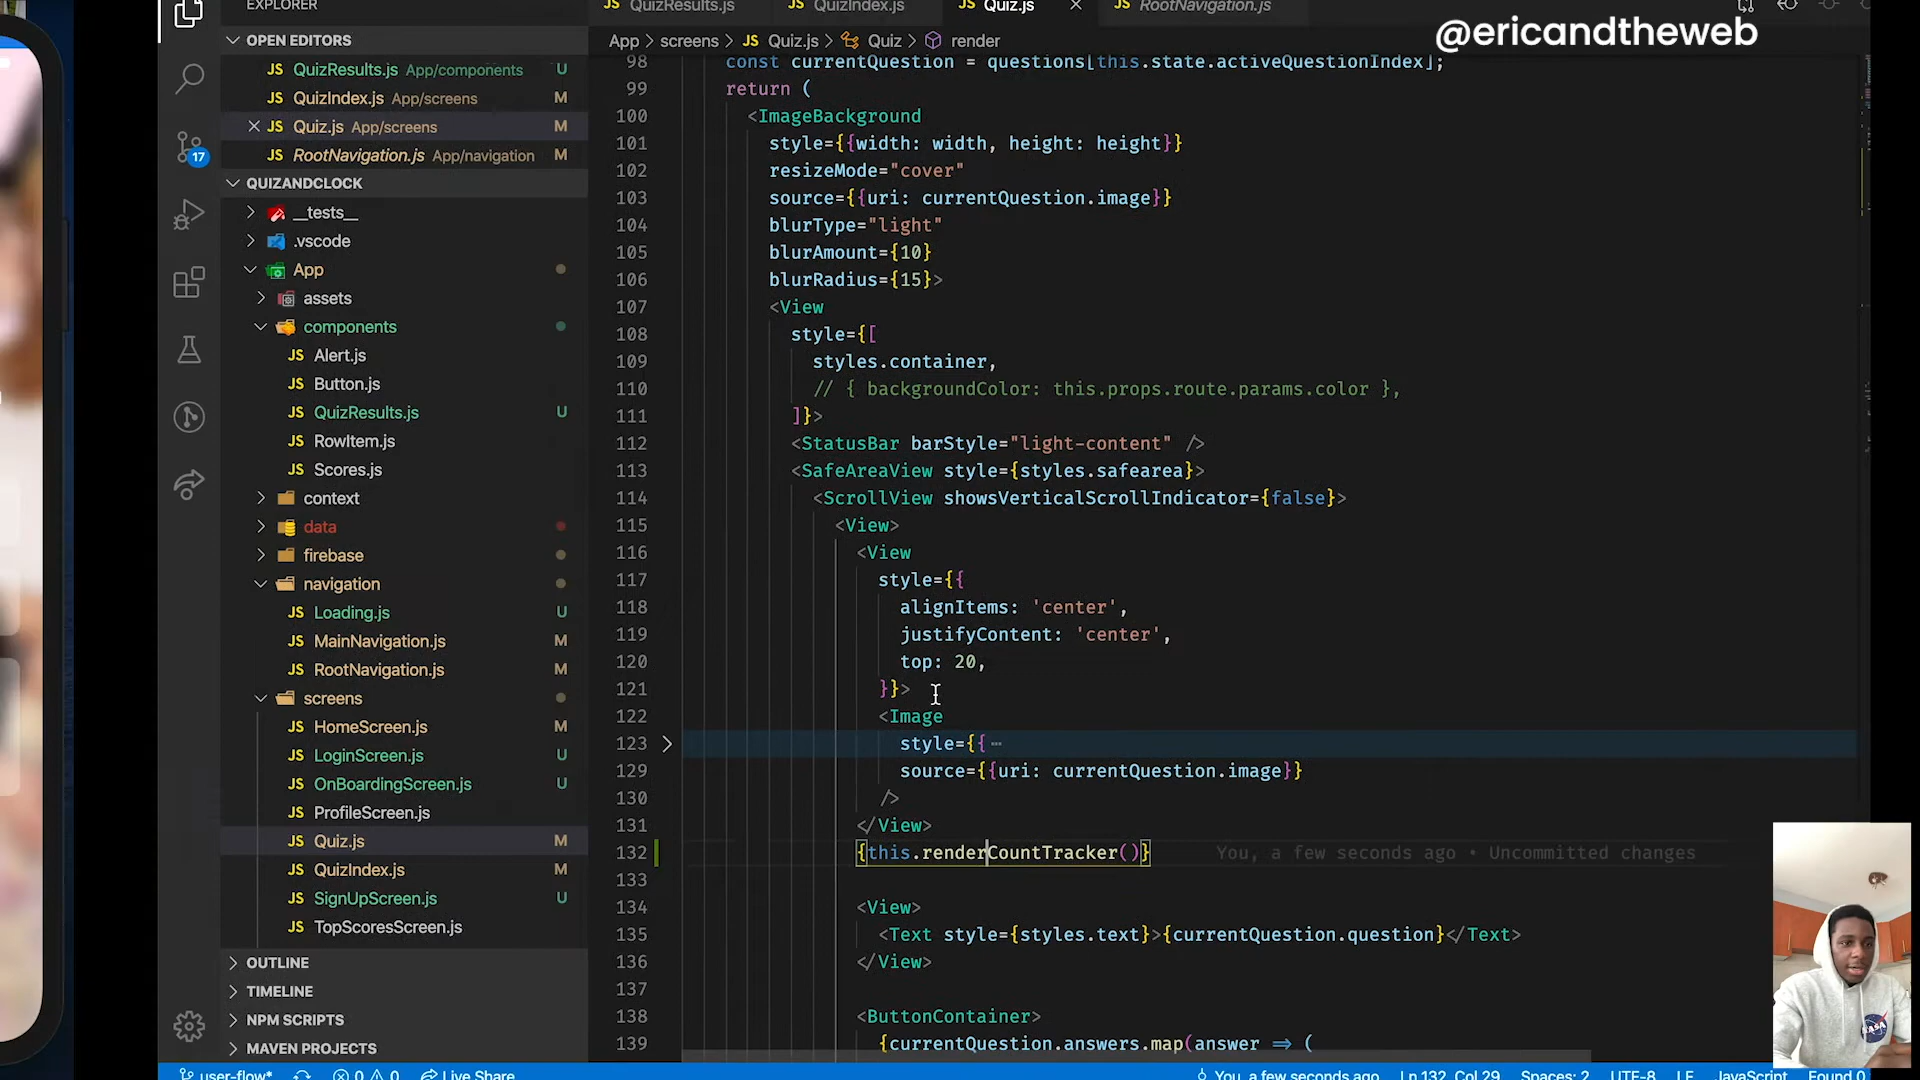 EXPLORER
QuizResults.js
QuizIndex.js
Quiz.js
RootNavigation.js
@ericandtheweb
OPEN EDITORS
QuizResults.js App/components U
QuizIndex.js App/screens M
Quiz.js App/screens M
RootNavigation.js App/navigation M
17
QUIZANDCLOCK
__tests__
.vscode
App
assets
components
Alert.js
Button.js
QuizResults.js U
RowItem.js
Scores.js
context
data
firebase
navigation
Loading.js U
MainNavigation.js M
RootNavigation.js M
screens
HomeScreen.js M
LoginScreen.js U
OnBoardingScreen.js U
ProfileScreen.js
Quiz.js M
QuizIndex.js M
SignUpScreen.js U
TopScoresScreen.js
OUTLINE
TIMELINE
NPM SCRIPTS
MAVEN PROJECTS
App > screens > JS Quiz.js > Quiz > render
98 const currentQuestion = questions[this.state.activeQuestionIndex];
99 return (
100 <ImageBackground
101 style={{width: width, height: height}}
102 resizeMode="cover"
103 source={{uri: currentQuestion.image}}
104 blurType="light"
105 blurAmount={10}
106 blurRadius={15}>
107 <View
108 style={[
109 styles.container,
110 // { backgroundColor: this.props.route.params.color },
111 ]}>
112 <StatusBar barStyle="light-content" />
113 <SafeAreaView style={styles.safearea}>
114 <ScrollView showsVerticalScrollIndicator={false}>
115 <View>
116 <View
117 style={{
118 alignItems: 'center',
119 justifyContent: 'center',
120 top: 20,
121 }}>
122 <Image
123 style={{ ⋯
129 source={{uri: currentQuestion.image}}
130 />
131 </View>
132 {this.renderCountTracker()} You, a few seconds ago • Uncommitted changes
133
134 <View>
135 <Text style={styles.text}>{currentQuestion.question}</Text>
136 </View>
137
138 <ButtonContainer>
139 {currentQuestion.answers.map(answer => (
NASA
user-flow* 0 0 Live Share You, a few seconds ago Ln 132, Col 29 Spaces: 2 UTF-8 LF JavaScript Found 0